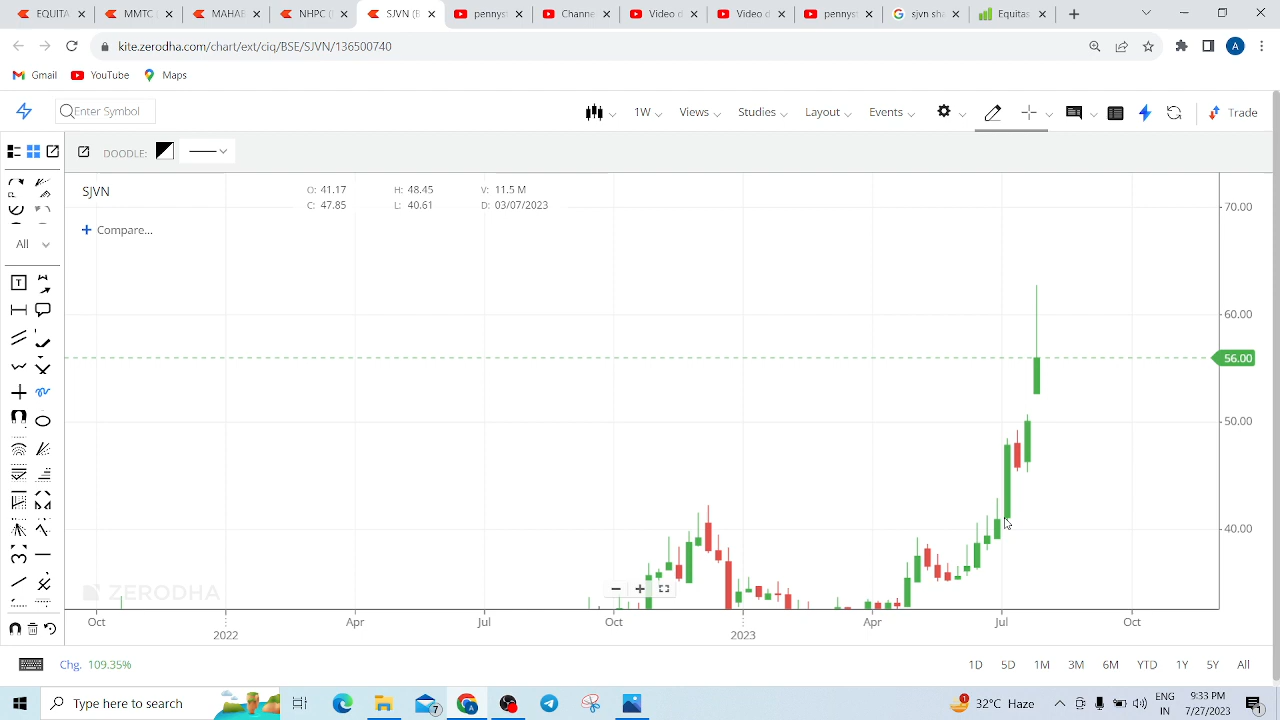 EQUITA
MMTC
MAHAB
NHPC (
SJVN (B
pennys
Channe
Video d
Video d
pennys
sjvn sh
Equitas
kite.zerodha.com/chart/ext/ciq/BSE/SJVN/136500740
A
Gmail
YouTube
Maps
Enter Symbol
1W
Views
Studies
Layout
Events
Trade
DOODLE:
SJVN
O: 41.17
H: 48.45
V: 11.5 M
C: 47.85
L: 40.61
D: 03/07/2023
70.00
Compare...
All
60.00
56.00
50.00
40.00
ZERODHA
Oct
Apr
Jul
Oct
Apr
Jul
Oct
2022
2023
Chg. 109.35%
1D
5D
1M
3M
6M
YTD
1Y
5Y
All
Type here to search
7
32°C Haze
ENG
IN
9:33 PM
7/27/2023